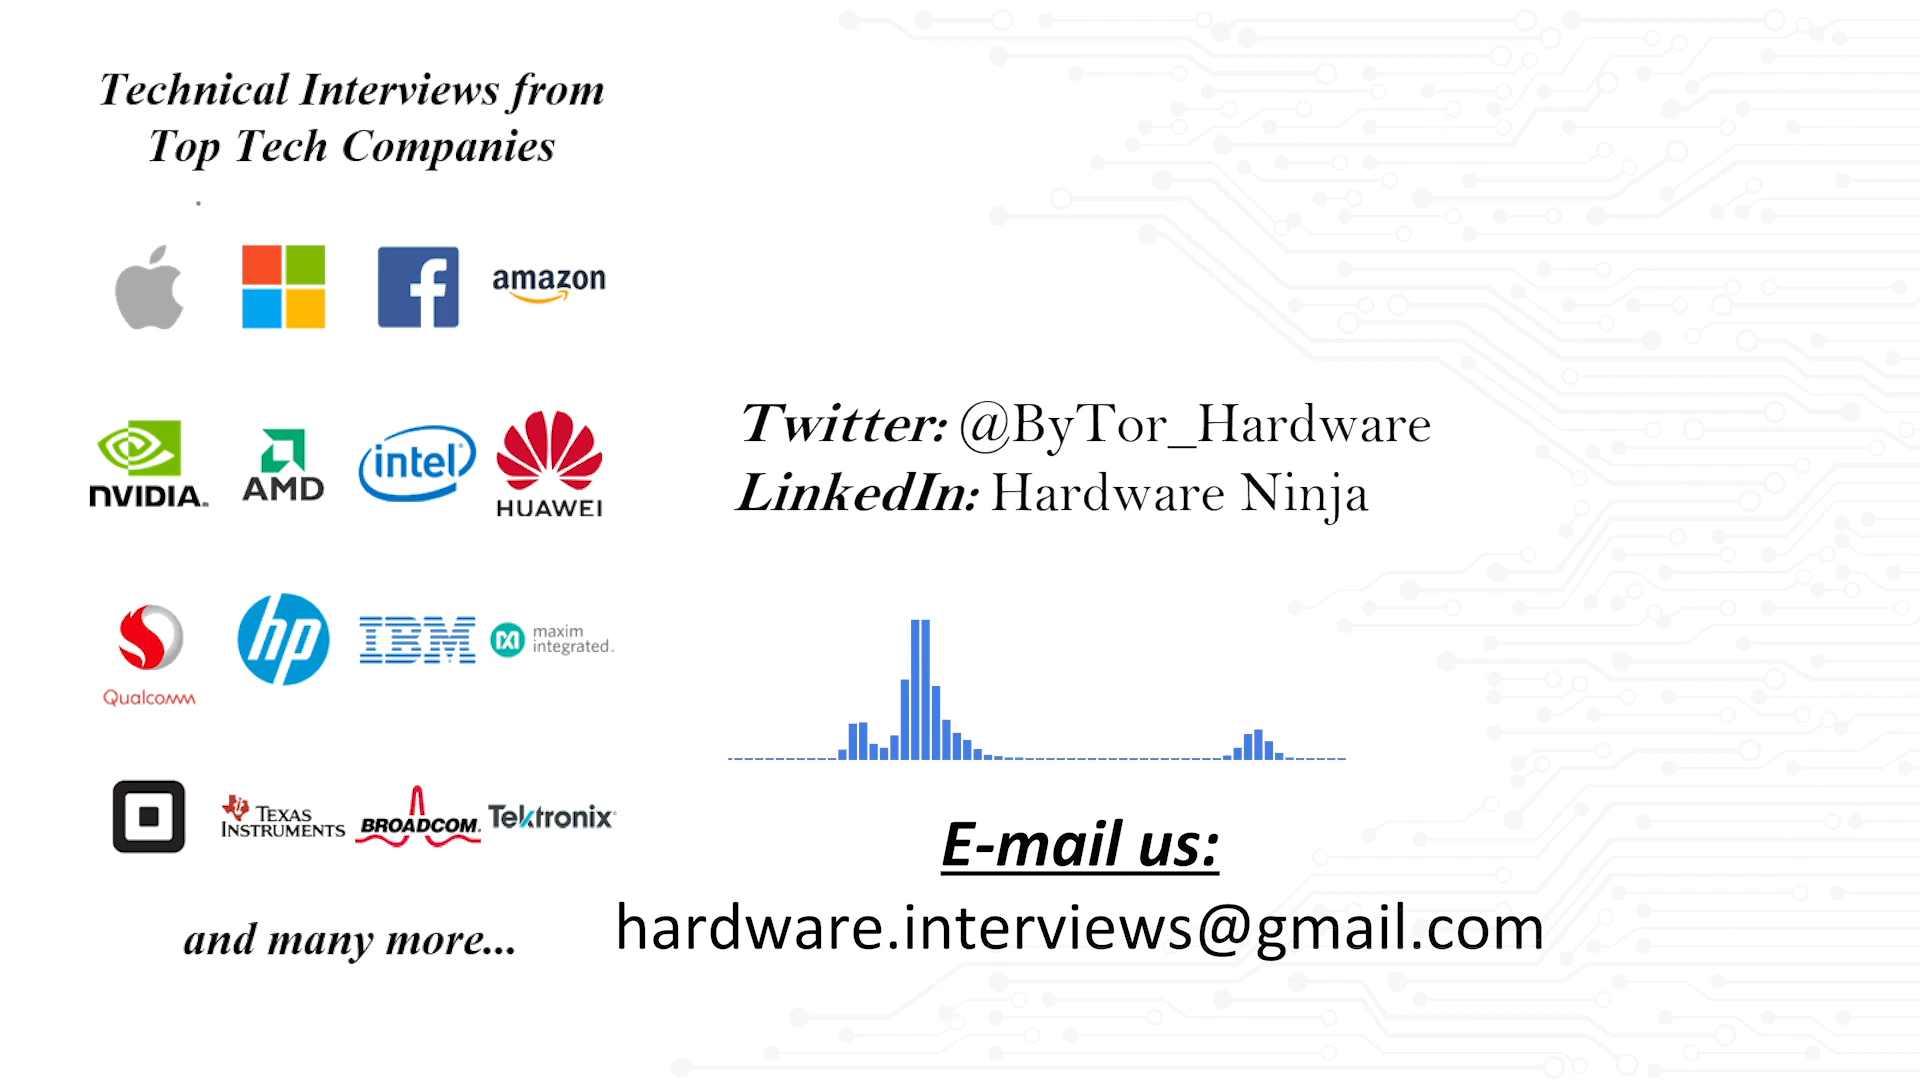 Technical Interviews from
Top Tech Companies
amazon
NVIDIA.
AMD
intel
HUAWEI
Qualcomm
hp
IBM
maxim
integrated
TEXAS
INSTRUMENTS
BROADCOM.
Tektronix
and many more...
Twitter: @ByTor_Hardware
LinkedIn: Hardware Ninja
E-mail us:
hardware.interviews@gmail.com